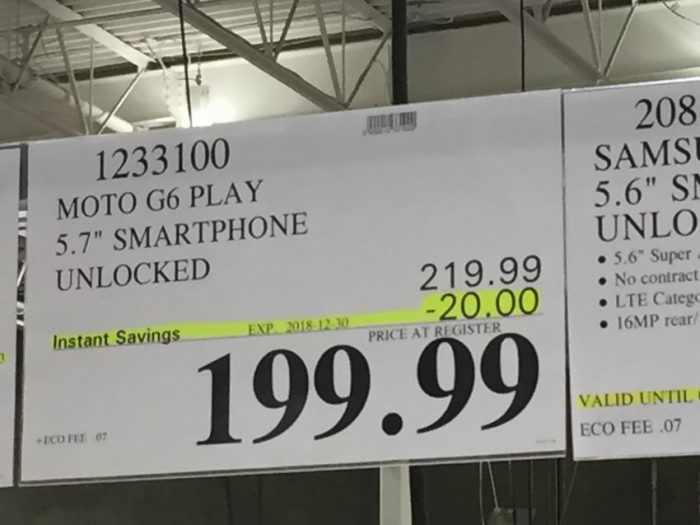 1233100
MOTO G6 PLAY
5.7" SMARTPHONE
UNLOCKED
219.99
-20.00
Instant Savings EXP. 2018-12-30
PRICE AT REGISTER
199.99
+ECO FEE .07
208
SAMSU
5.6" SM
UNLO
• 5.6" Super
• No contract
• LTE Catego
• 16MP rear/
VALID UNTIL
ECO FEE .07
3